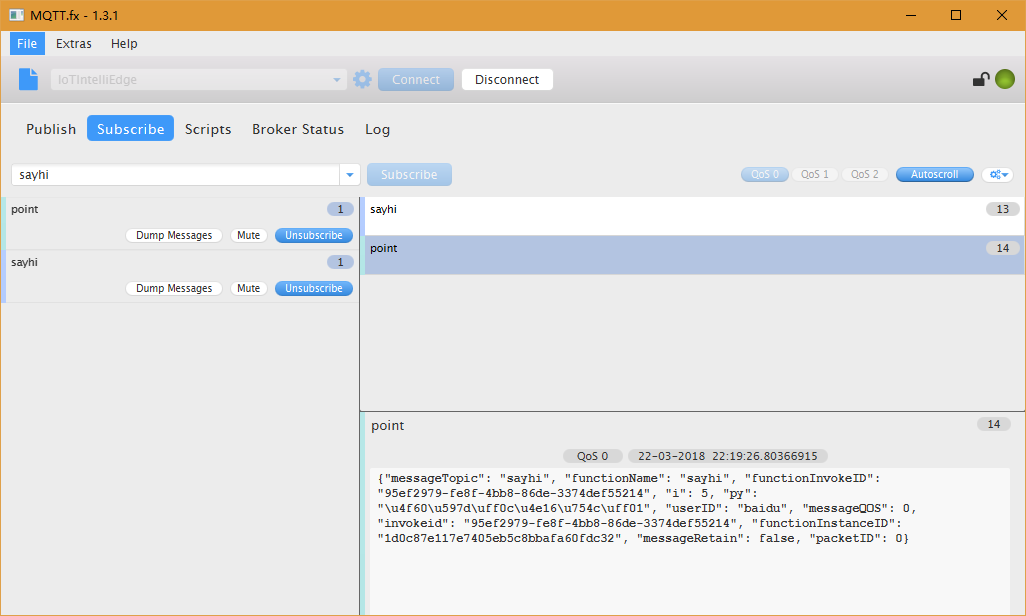 MQTT.fx - 1.3.1
File Extras Help
IoTIntelliEdge Connect Disconnect
Publish Subscribe Scripts Broker Status Log
sayhi Subscribe QoS 0 QoS 1 QoS 2 Autoscroll
point 1
Dump Messages Mute Unsubscribe
sayhi 1
Dump Messages Mute Unsubscribe
sayhi 13
point 14
point 14
QoS 0 22-03-2018 22:19:26.80366915
{"messageTopic": "sayhi", "functionName": "sayhi", "functionInvokeID":
"95ef2979-fe8f-4bb8-86de-3374def55214", "i": 5, "py":
"\u4f60\u597d\uff0c\u4e16\u754c\uff01", "userID": "baidu", "messageQOS": 0,
"invokeid": "95ef2979-fe8f-4bb8-86de-3374def55214", "functionInstanceID":
"1d0c87e117e7405eb5c8bbafa60fdc32", "messageRetain": false, "packetID": 0}